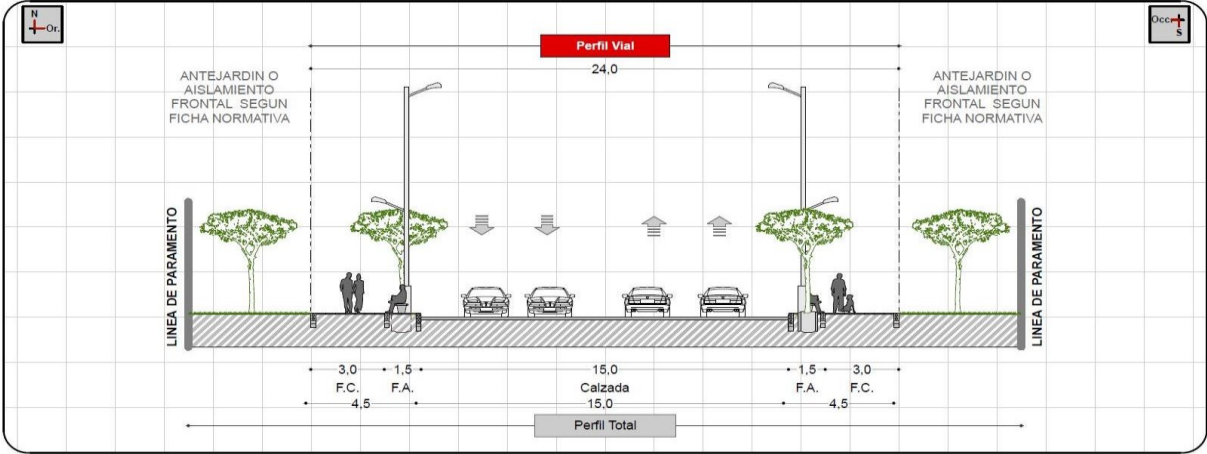 N
Or.
Occ.
S
Perfil Vial
24,0
ANTEJARDIN O
AISLAMIENTO
FRONTAL SEGUN
FICHA NORMATIVA
ANTEJARDIN O
AISLAMIENTO
FRONTAL SEGUN
FICHA NORMATIVA
LINEA DE PARAMENTO
LINEA DE PARAMENTO
3,0 1,5 15,0 1,5 3,0
F.C. F.A. Calzada F.A. F.C.
4,5 15,0 4,5
Perfil Total